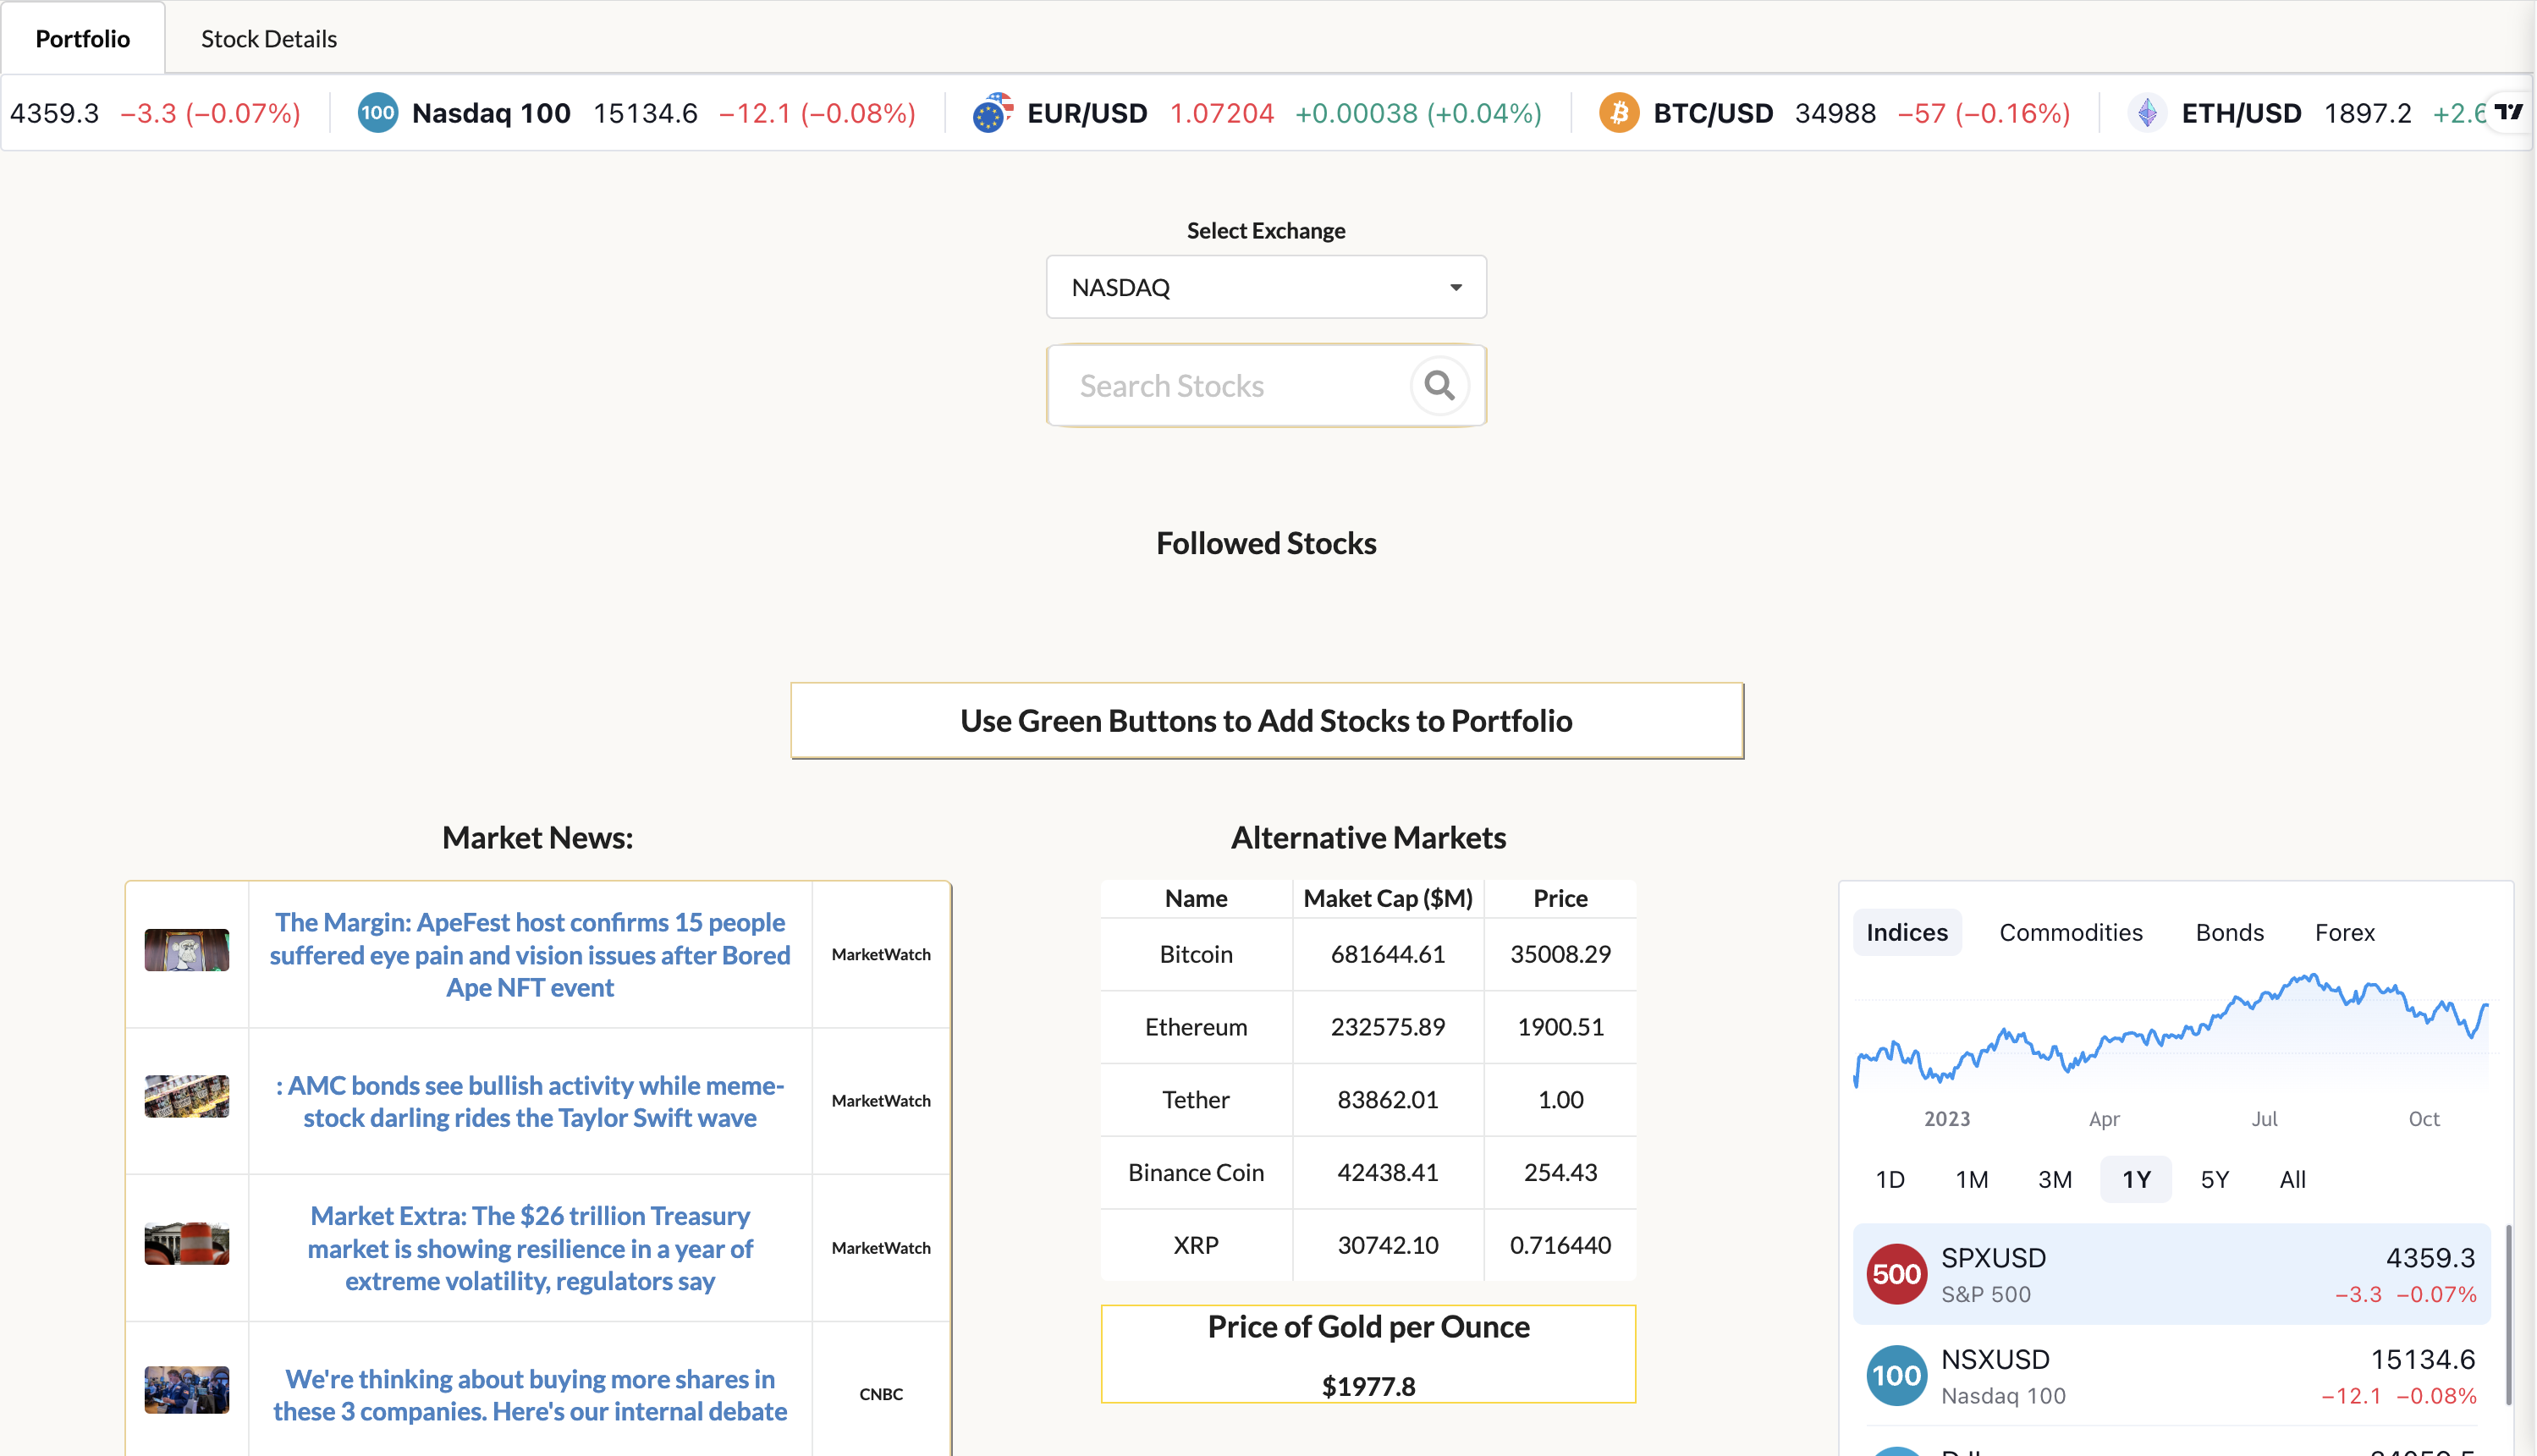 Portfolio
Stock Details
4359.3 −3.3 (−0.07%)
100 Nasdaq 100 15134.6 −12.1 (−0.08%)
EUR/USD 1.07204 +0.00038 (+0.04%)
BTC/USD 34988 −57 (−0.16%)
ETH/USD 1897.2 +2.6
Select Exchange
NASDAQ
Search Stocks
Followed Stocks
Use Green Buttons to Add Stocks to Portfolio
Market News:
The Margin: ApeFest host confirms 15 people
suffered eye pain and vision issues after Bored
Ape NFT event
MarketWatch
: AMC bonds see bullish activity while meme-
stock darling rides the Taylor Swift wave
MarketWatch
Market Extra: The $26 trillion Treasury
market is showing resilience in a year of
extreme volatility, regulators say
MarketWatch
We're thinking about buying more shares in
these 3 companies. Here's our internal debate
CNBC
Alternative Markets
Name Maket Cap ($M) Price
Bitcoin 681644.61 35008.29
Ethereum 232575.89 1900.51
Tether 83862.01 1.00
Binance Coin 42438.41 254.43
XRP 30742.10 0.716440
Price of Gold per Ounce
$1977.8
Indices Commodities Bonds Forex
2023 Apr Jul Oct
1D 1M 3M 1Y 5Y All
500 SPXUSD 4359.3
S&P 500 −3.3 −0.07%
100 NSXUSD 15134.6
Nasdaq 100 −12.1 −0.08%